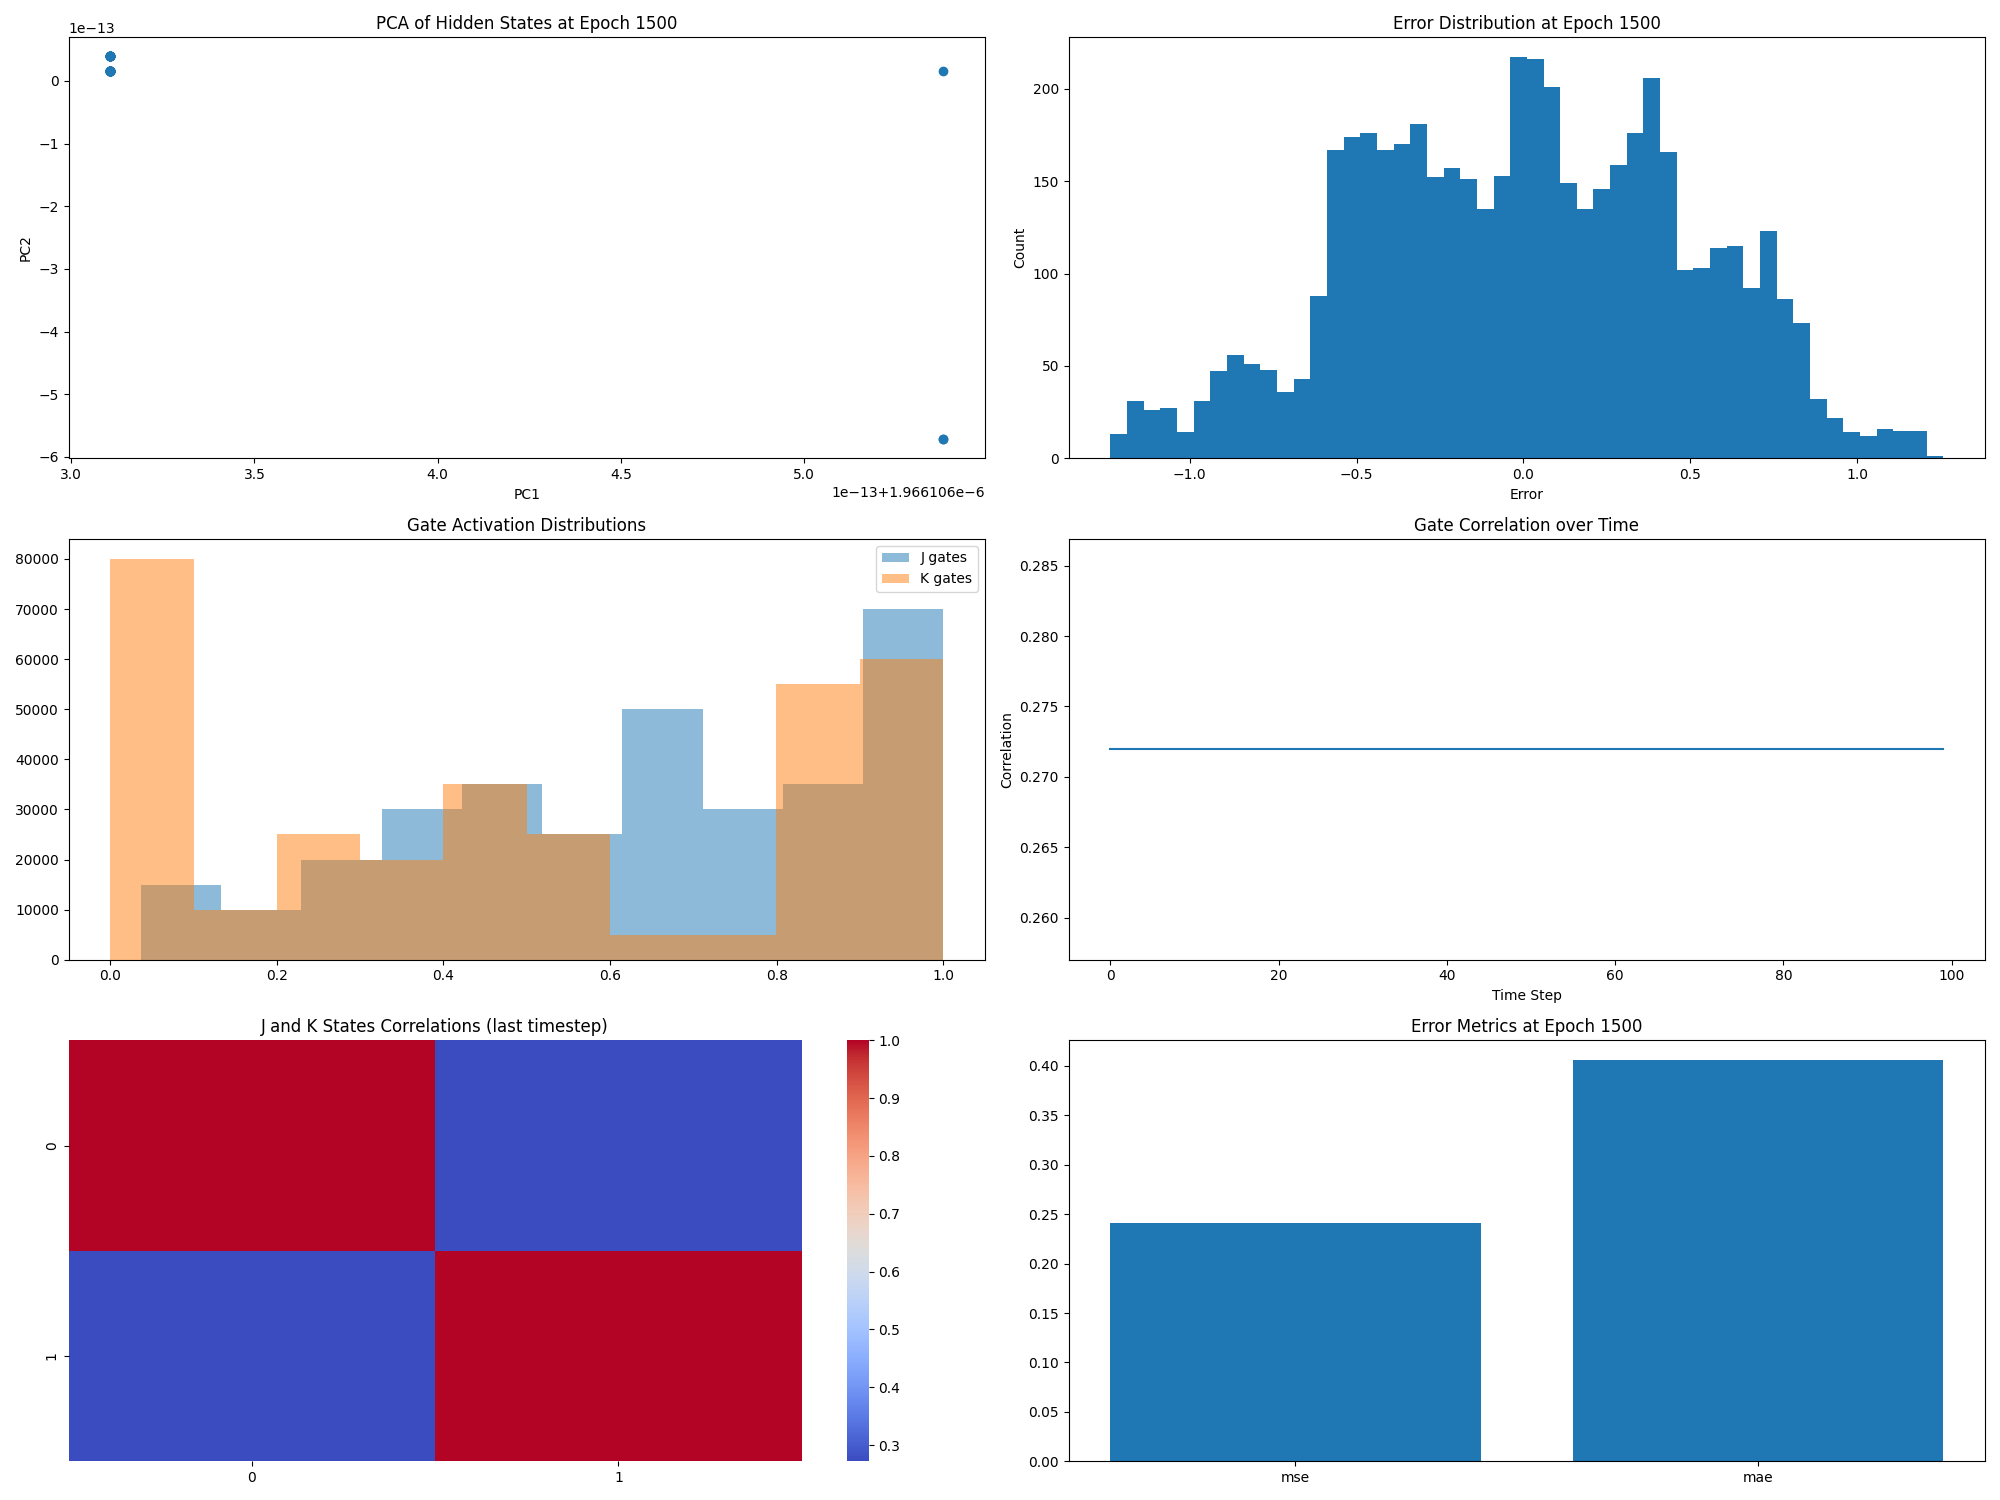 PCA of Hidden States at Epoch 1500
1e−13
0
−1
−2
−3
−4
−5
−6
PC2
3.0 3.5 4.0 4.5 5.0
PC1
1e−13+1.966106e−6
Error Distribution at Epoch 1500
200
150
100
50
0
Count
−1.0 −0.5 0.0 0.5 1.0
Error
Gate Activation Distributions
J gates
K gates
80000
70000
60000
50000
40000
30000
20000
10000
0
0.0 0.2 0.4 0.6 0.8 1.0
Gate Correlation over Time
0.285
0.280
0.275
0.270
0.265
0.260
Correlation
0 20 40 60 80 100
Time Step
J and K States Correlations (last timestep)
0
1
0 1
1.0
0.9
0.8
0.7
0.6
0.5
0.4
0.3
Error Metrics at Epoch 1500
0.40
0.35
0.30
0.25
0.20
0.15
0.10
0.05
0.00
mse mae